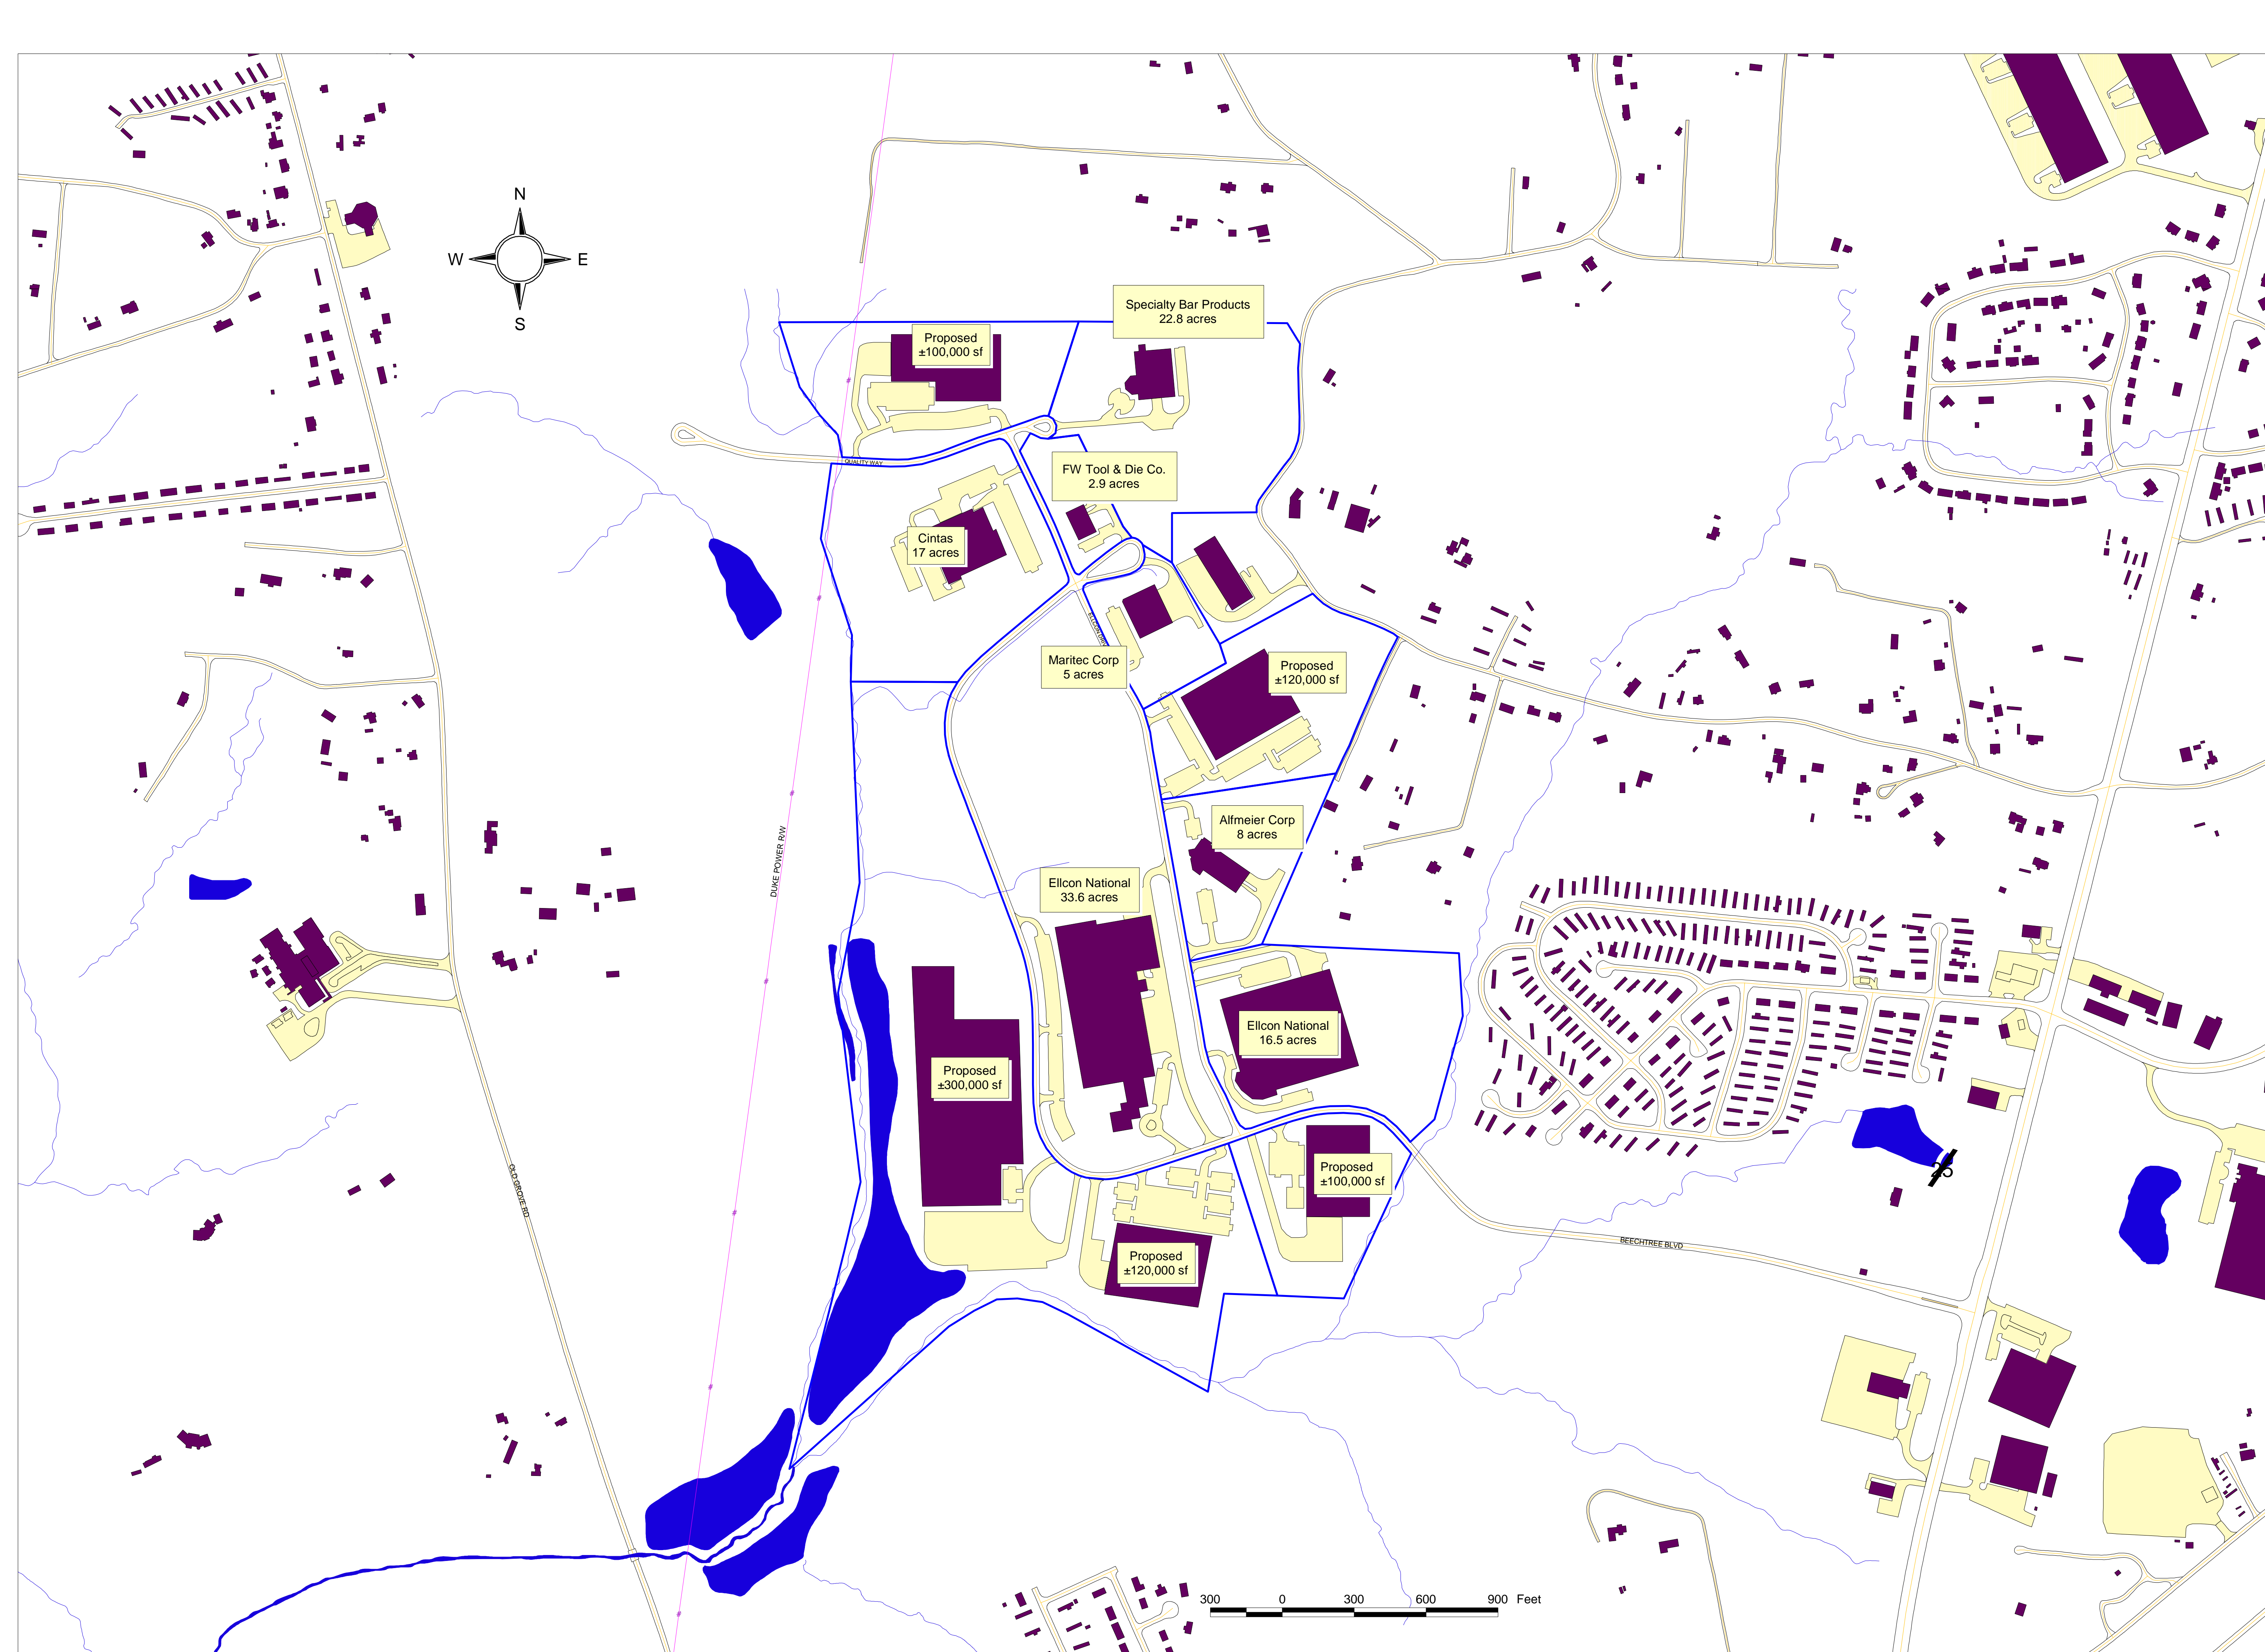 N
W
E
S
Specialty Bar Products
22.8 acres
Proposed
±100,000 sf
QUALITY WAY
FW Tool & Die Co.
2.9 acres
Cintas
17 acres
Maritec Corp
5 acres
Proposed
±120,000 sf
DUKE POWER R/W
Alfmeier Corp
8 acres
Ellcon National
33.6 acres
Ellcon National
16.5 acres
Proposed
±300,000 sf
Proposed
±100,000 sf
OLD GROVE RD
25
BEECHTREE BLVD
Proposed
±120,000 sf
300 0 300 600 900 Feet